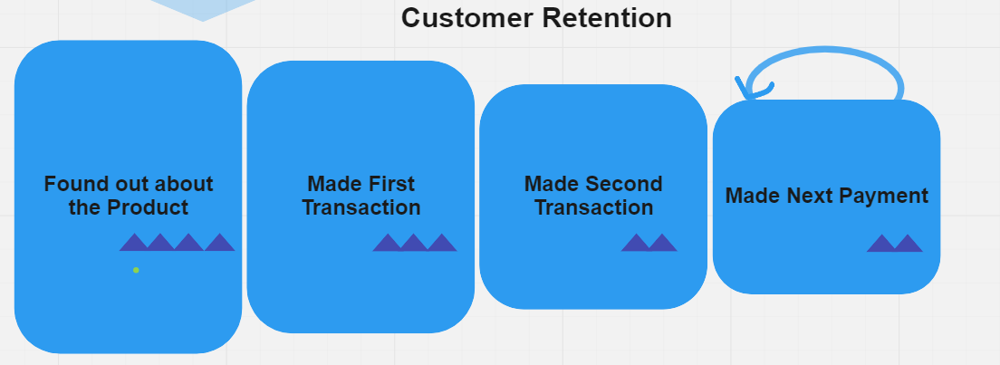 Customer Retention
Found out about
the Product
Made First
Transaction
Made Second
Transaction
Made Next Payment